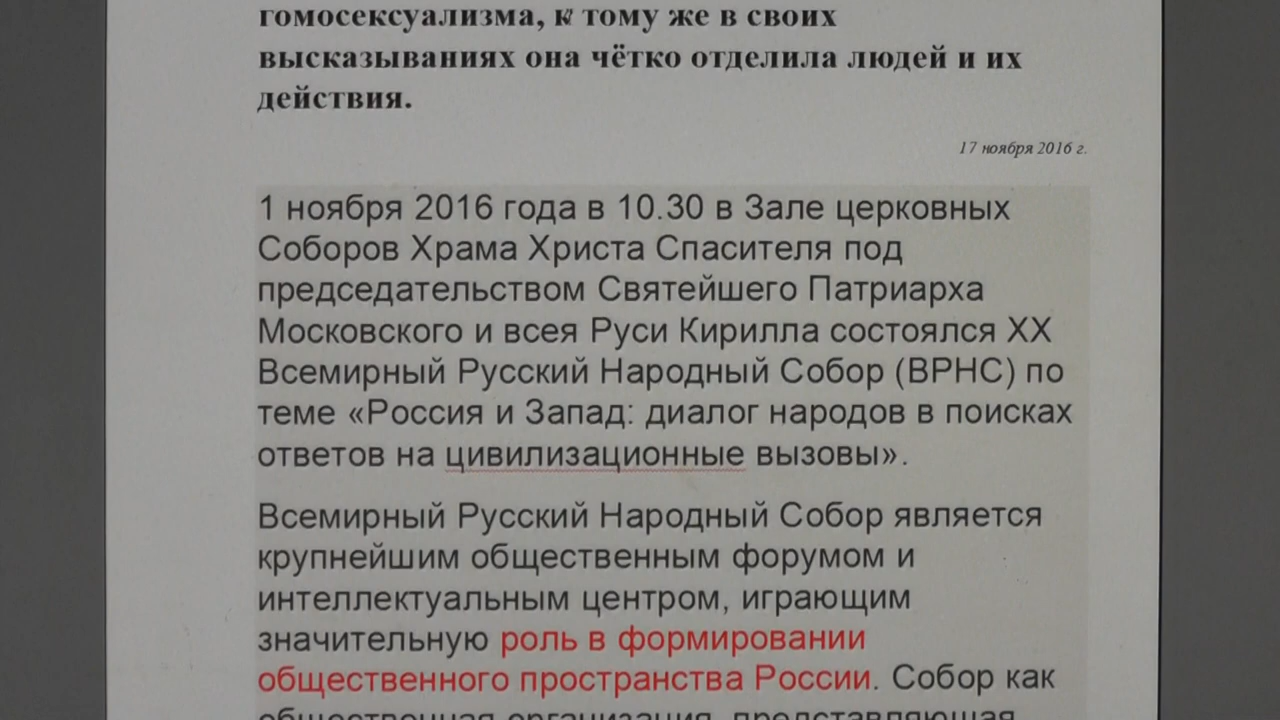 гомосексуализма, к тому же в своих
высказываниях она чётко отделила людей и их
действия.
17 ноября 2016 г.
1 ноября 2016 года в 10.30 в Зале церковных
Соборов Храма Христа Спасителя под
председательством Святейшего Патриарха
Московского и всея Руси Кирилла состоялся XX
Всемирный Русский Народный Собор (ВРНС) по
теме «Россия и Запад: диалог народов в поисках
ответов на цивилизационные вызовы».
Всемирный Русский Народный Собор является
крупнейшим общественным форумом и
интеллектуальным центром, играющим
значительную роль в формировании
общественного пространства России. Собор как
общественная организация, представляющая